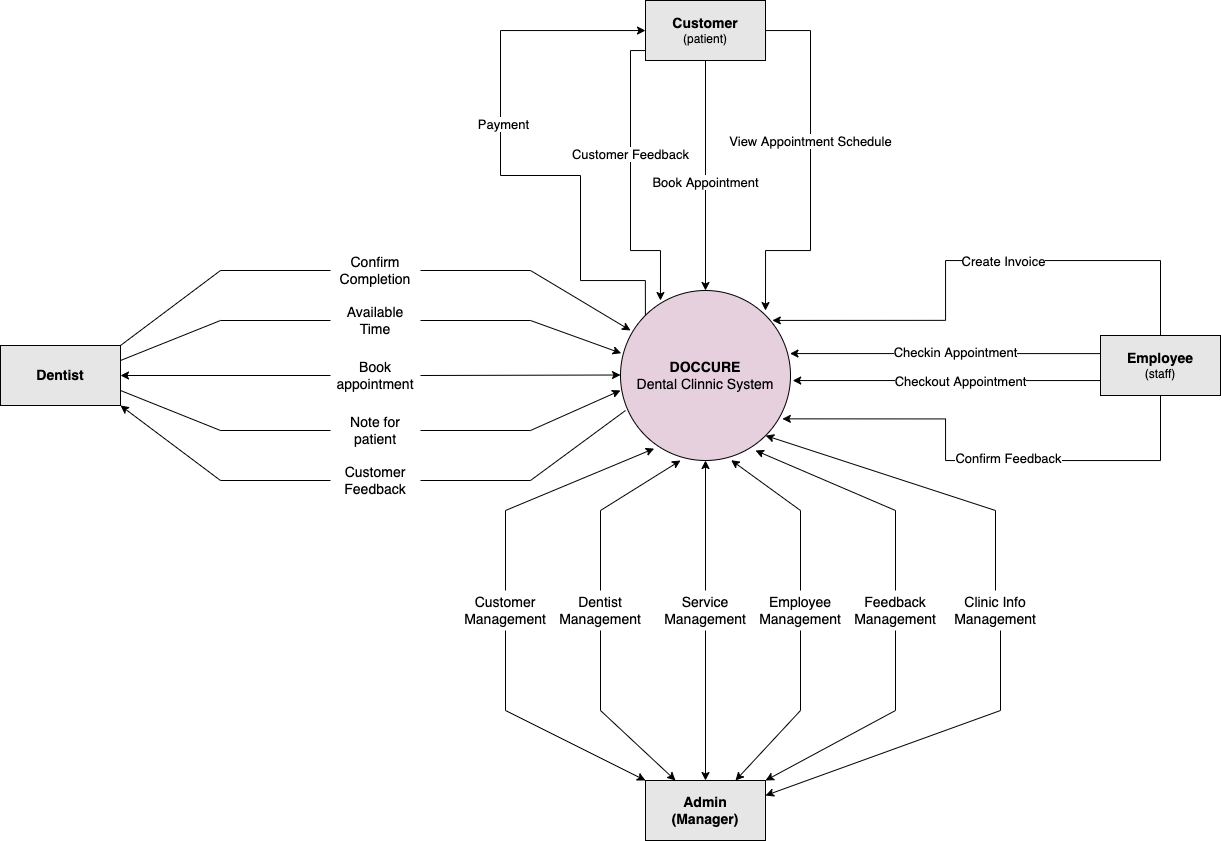 Customer
(patient)
Payment
View Appointment Schedule
Customer Feedback
Book Appointment
Confirm
Completion
Create Invoice
Available
Time
Dentist
Book
appointment
DOCCURE
Dental Clinnic System
Checkin Appointment
Checkout Appointment
Employee
(staff)
Note for
patient
Confirm Feedback
Customer
Feedback
Customer
Management
Dentist
Management
Service
Management
Employee
Management
Feedback
Management
Clinic Info
Management
Admin
(Manager)